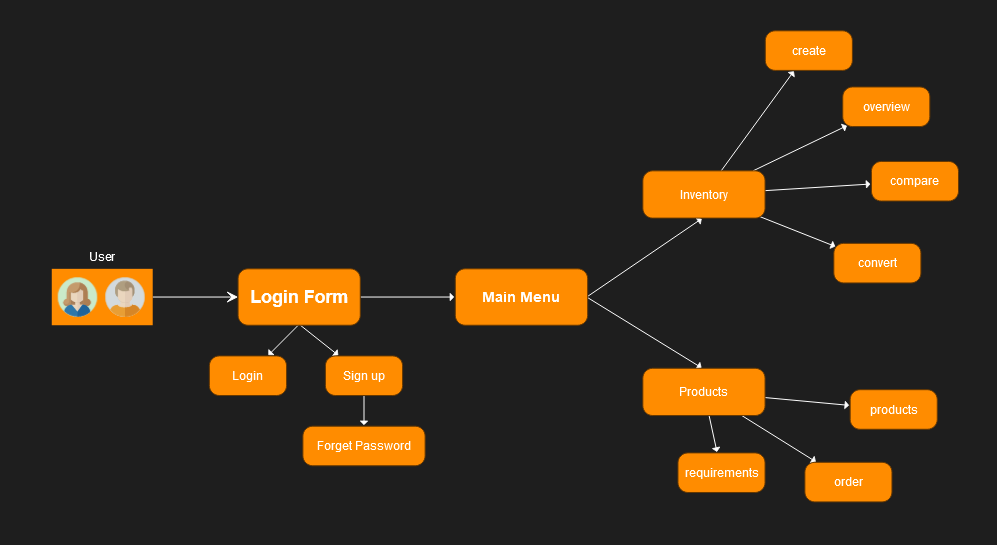 create
overview
compare
Inventory
convert
User
Login Form
Main Menu
Login
Sign up
Products
products
Forget Password
requirements
order